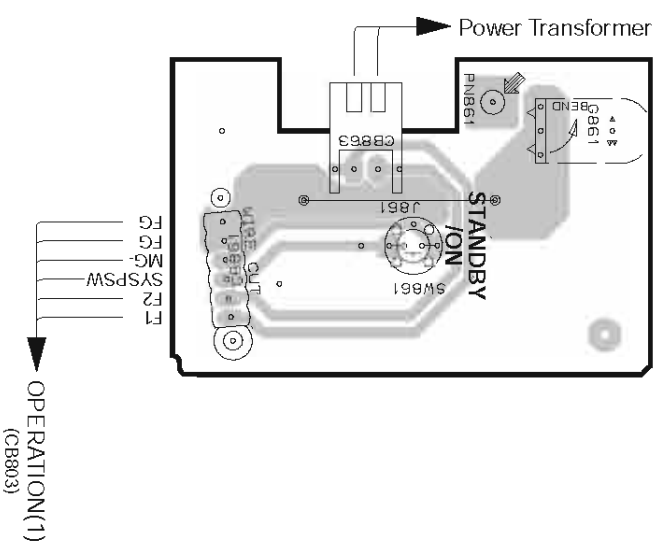 Power Transformer
PN861
BEND
G861
CB863
J861
STANDBY
/ON
SW861
WIRE CUT
FG
FG
MG-
SYSPSW
F2
F1
OPERATION(1)
(CB803)